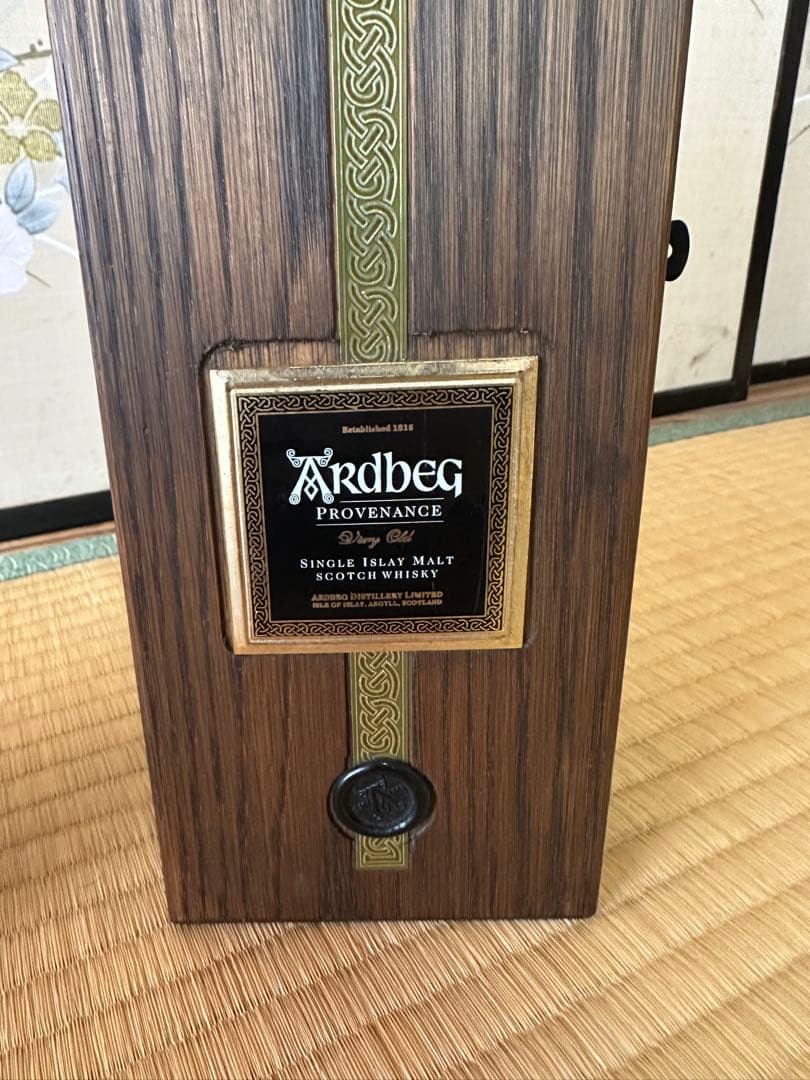 Established 1815
ARDBEG
PROVENANCE
Very Old
SINGLE ISLAY MALT
SCOTCH WHISKY
ARDBEG DISTILLERY LIMITED
ISLE OF ISLAY, ARGYLL, SCOTLAND